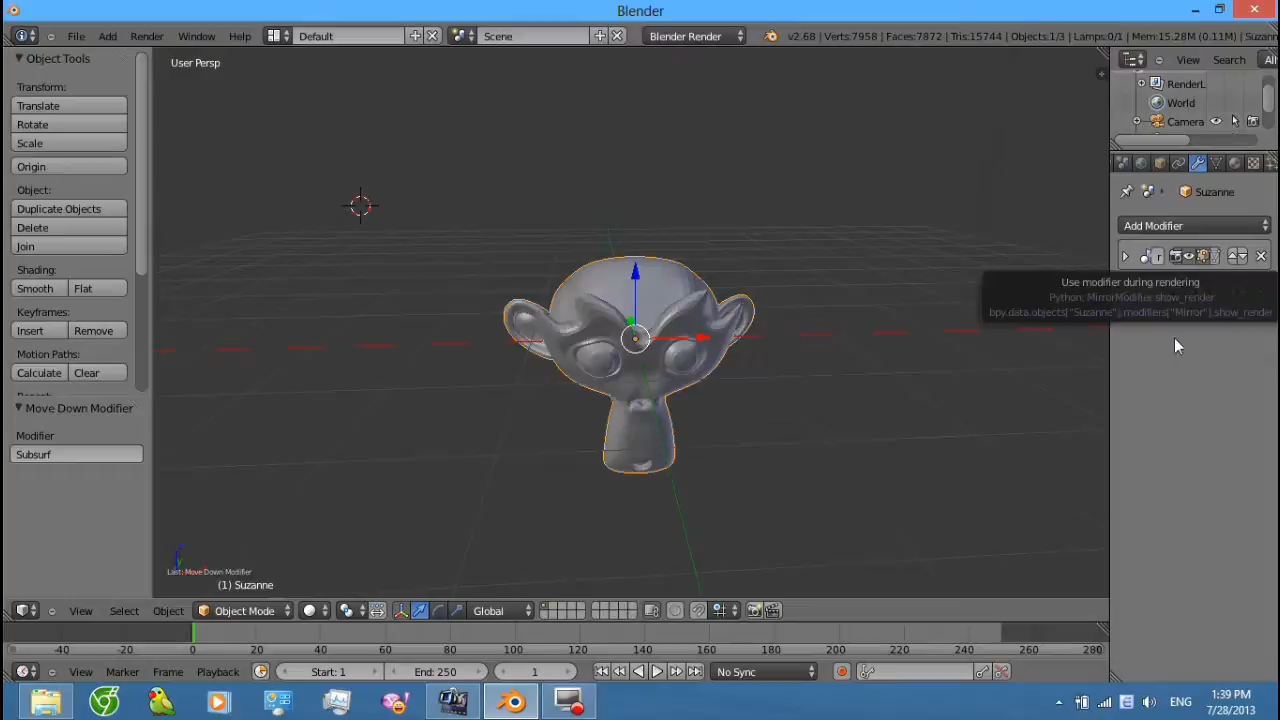 Blender
File Add Render Window Help Default Scene Blender Render v2.68 | Verts:7958 | Faces:7872 | Tris:15744 | Objects:1/3 | Lamps:0/1 | Mem:15.28M (0.11M) | Suzann
Object Tools
Transform:
Translate
Rotate
Scale
Origin
Object:
Duplicate Objects
Delete
Join
Shading:
Smooth Flat
Keyframes:
Insert Remove
Motion Paths:
Calculate Clear
Move Down Modifier
Modifier
Subsurf
User Persp
Last: Move Down Modifier
(1) Suzanne
View Search All
RenderL
World
Camera
Suzanne
Add Modifier
Use modifier during rendering
Python: MirrorModifier.show_render
bpy.data.objects["Suzanne"].modifiers["Mirror"].show_render
View Select Object Object Mode Global
-40 -20 0 20 40 60 80 100 120 140 160 180 200 220 240 260 280
View Marker Frame Playback Start: 1 End: 250 1 No Sync
ENG
1:39 PM
7/28/2013